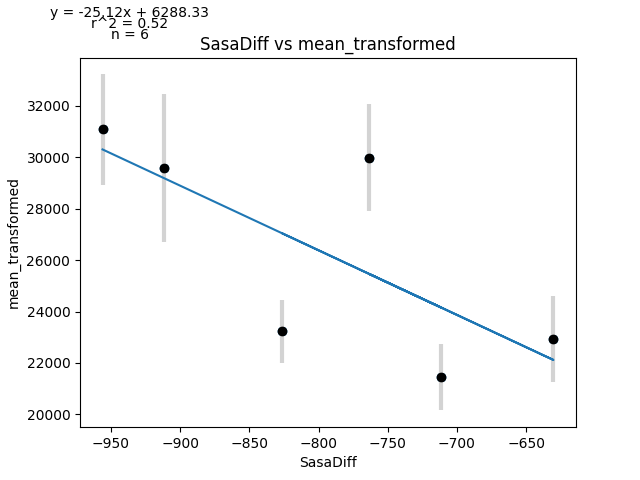 y = -25.12x + 6288.33
r^2 = 0.52
n = 6
SasaDiff vs mean_transformed
32000
30000
28000
26000
24000
22000
20000
mean_transformed
−950
−900
−850
−800
−750
−700
−650
SasaDiff